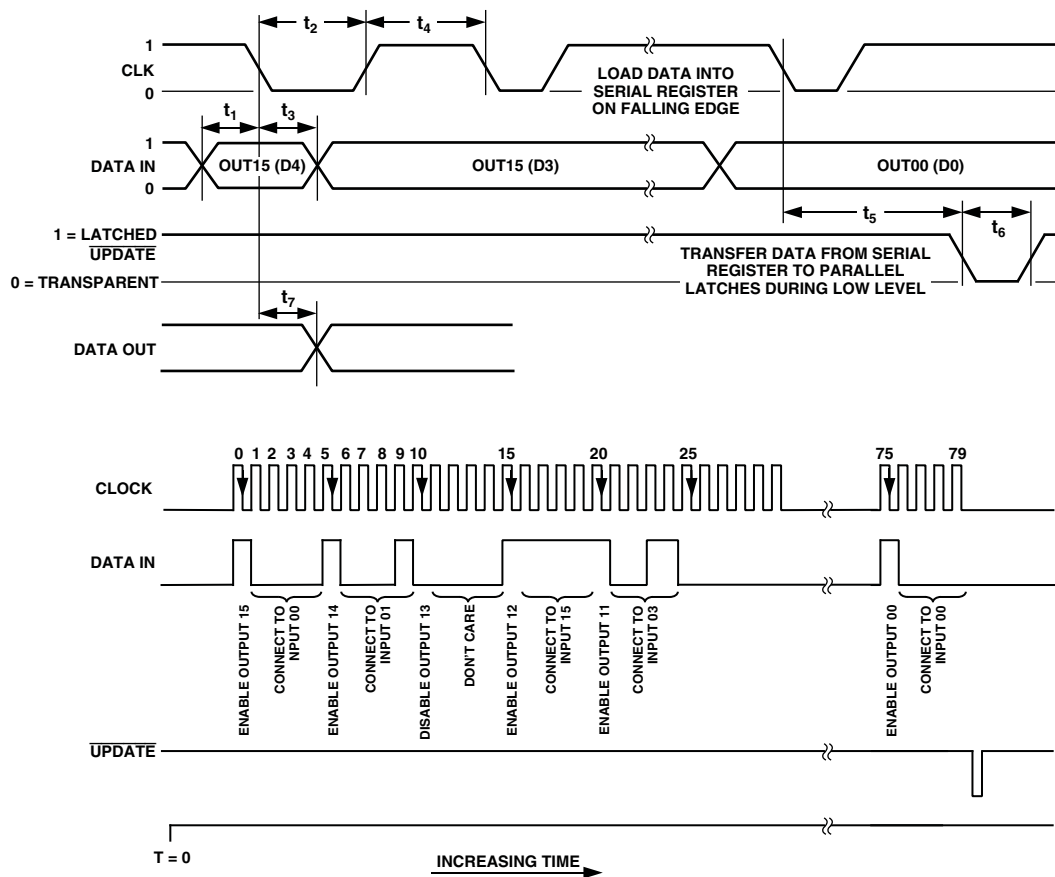 t2
t4
1
CLK
0
LOAD DATA INTO
SERIAL REGISTER
ON FALLING EDGE
t1
t3
1
DATA IN
0
OUT15 (D4)
OUT15 (D3)
OUT00 (D0)
t5
t6
1 = LATCHED
UPDATE
0 = TRANSPARENT
TRANSFER DATA FROM SERIAL
REGISTER TO PARALLEL
LATCHES DURING LOW LEVEL
t7
DATA OUT
0 1 2 3 4 5 6 7 8 9 10 15 20 25 75 79
CLOCK
DATA IN
ENABLE OUTPUT 15
CONNECT TO
NPUT 00
ENABLE OUTPUT 14
CONNECT TO
INPUT 01
DISABLE OUTPUT 13
DON'T CARE
ENABLE OUTPUT 12
CONNECT TO
INPUT 15
ENABLE OUTPUT 11
CONNECT TO
INPUT 03
ENABLE OUTPUT 00
CONNECT TO
INPUT 00
UPDATE
T = 0
INCREASING TIME